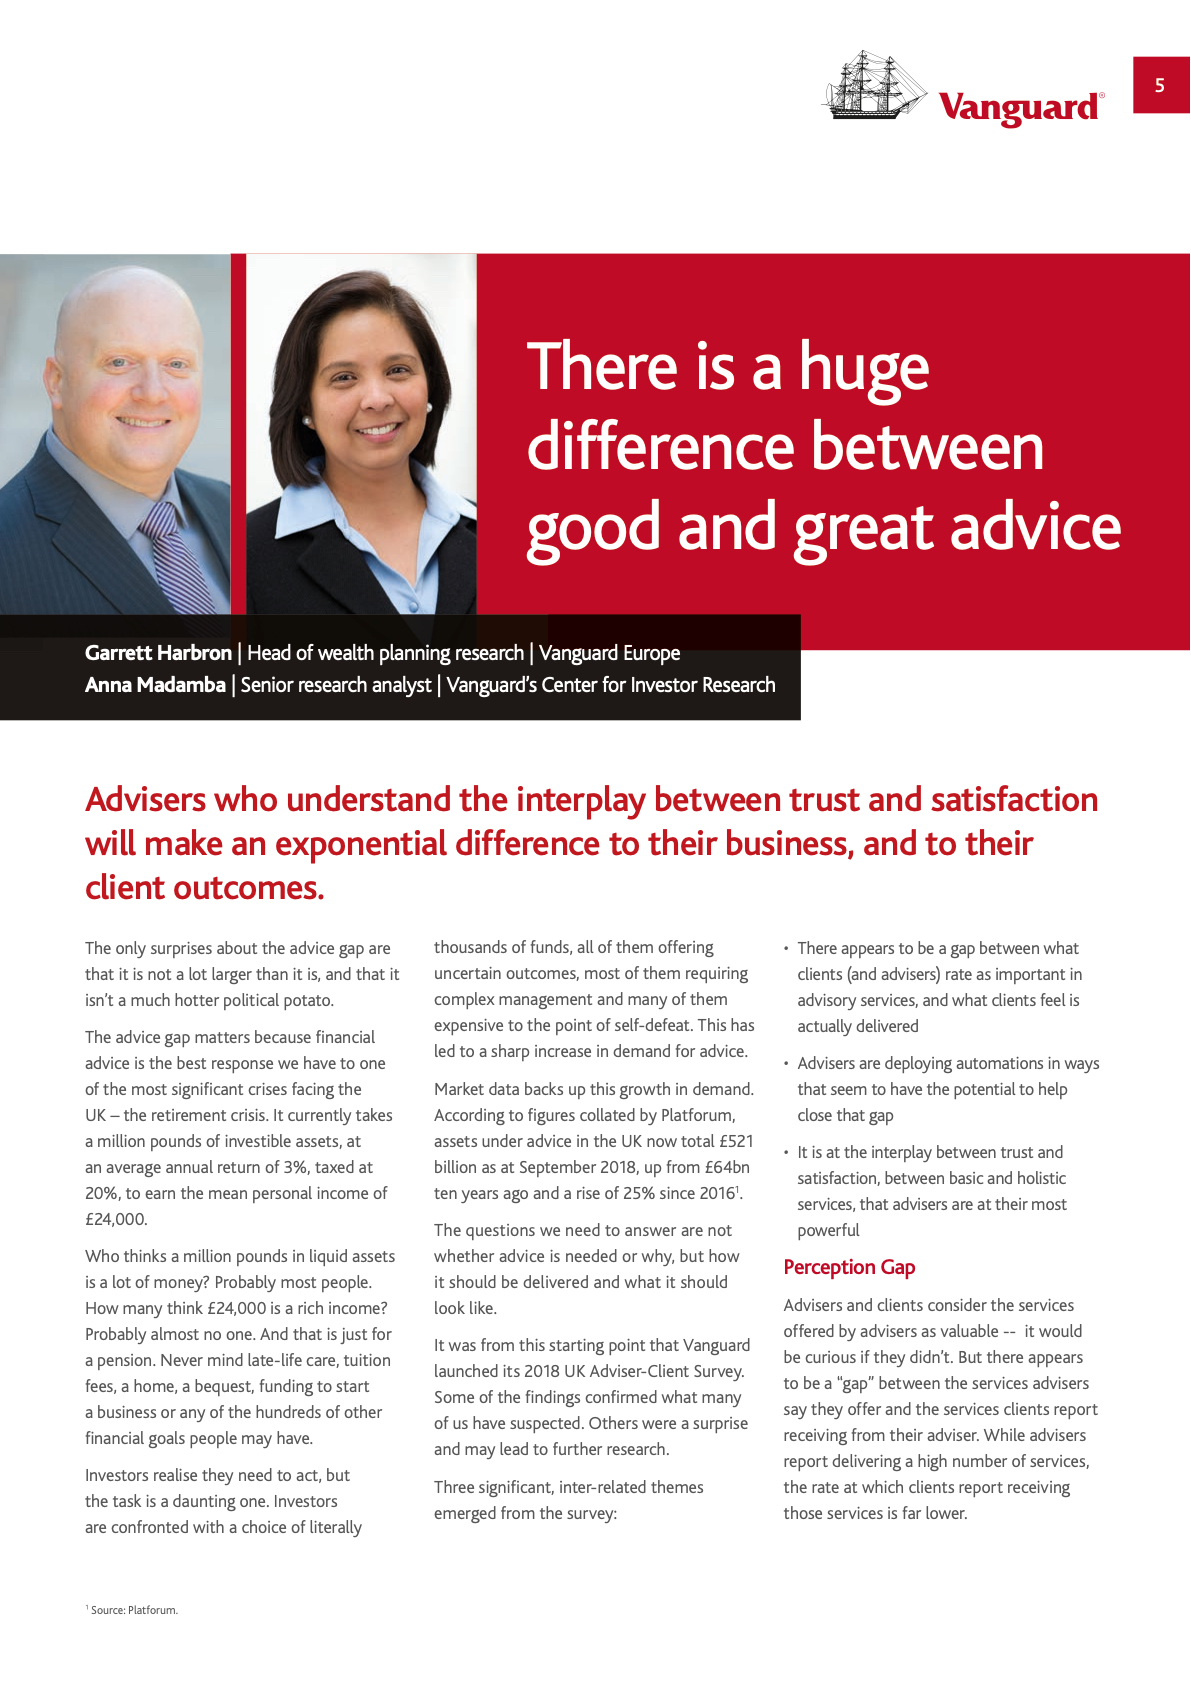 Vanguard®
5
There is a huge
difference between
good and great advice
Garrett Harbron | Head of wealth planning research | Vanguard Europe
Anna Madamba | Senior research analyst | Vanguard's Center for Investor Research
Advisers who understand the interplay between trust and satisfaction
will make an exponential difference to their business, and to their
client outcomes.
The only surprises about the advice gap are
that it is not a lot larger than it is, and that it
isn't a much hotter political potato.
The advice gap matters because financial
advice is the best response we have to one
of the most significant crises facing the
UK – the retirement crisis. It currently takes
a million pounds of investible assets, at
an average annual return of 3%, taxed at
20%, to earn the mean personal income of
£24,000.
Who thinks a million pounds in liquid assets
is a lot of money? Probably most people.
How many think £24,000 is a rich income?
Probably almost no one. And that is just for
a pension. Never mind late-life care, tuition
fees, a home, a bequest, funding to start
a business or any of the hundreds of other
financial goals people may have.
Investors realise they need to act, but
the task is a daunting one. Investors
are confronted with a choice of literally
thousands of funds, all of them offering
uncertain outcomes, most of them requiring
complex management and many of them
expensive to the point of self-defeat. This has
led to a sharp increase in demand for advice.
Market data backs up this growth in demand.
According to figures collated by Platforum,
assets under advice in the UK now total £521
billion as at September 2018, up from £64bn
ten years ago and a rise of 25% since 2016¹.
The questions we need to answer are not
whether advice is needed or why, but how
it should be delivered and what it should
look like.
It was from this starting point that Vanguard
launched its 2018 UK Adviser-Client Survey.
Some of the findings confirmed what many
of us have suspected. Others were a surprise
and may lead to further research.
Three significant, inter-related themes
emerged from the survey:
• There appears to be a gap between what
clients (and advisers) rate as important in
advisory services, and what clients feel is
actually delivered
• Advisers are deploying automations in ways
that seem to have the potential to help
close that gap
• It is at the interplay between trust and
satisfaction, between basic and holistic
services, that advisers are at their most
powerful
Perception Gap
Advisers and clients consider the services
offered by advisers as valuable -- it would
be curious if they didn't. But there appears
to be a “gap” between the services advisers
say they offer and the services clients report
receiving from their adviser. While advisers
report delivering a high number of services,
the rate at which clients report receiving
those services is far lower.
¹ Source: Platforum.